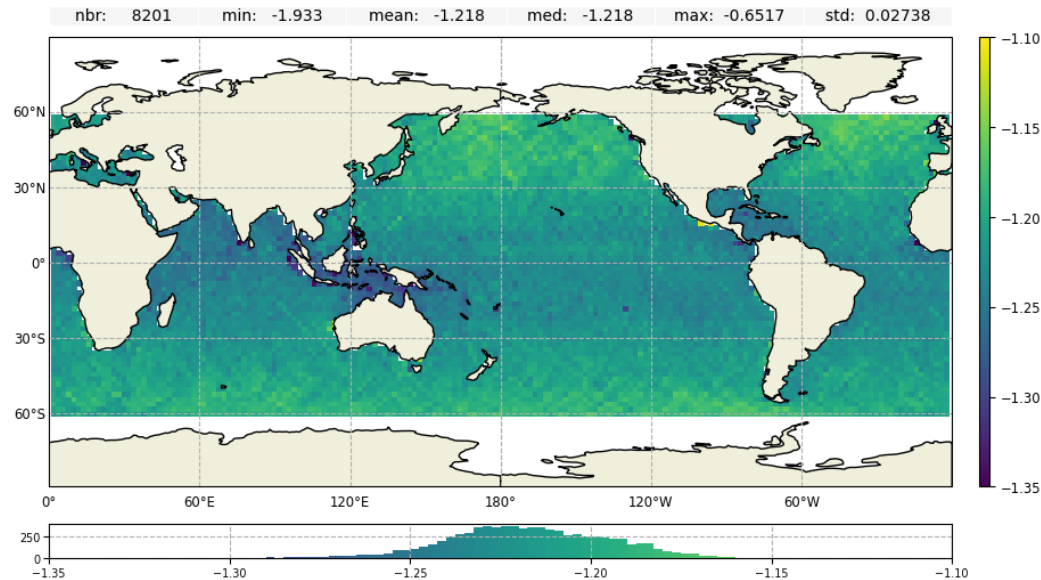 nbr: 8201 min: -1.933 mean: -1.218 med: -1.218 max: -0.6517 std: 0.02738
−1.10
60°N
−1.15
30°N
−1.20
0°
−1.25
30°S
−1.30
60°S
−1.35
0° 60°E 120°E 180° 120°W 60°W
250
0
−1.35 −1.30 −1.25 −1.20 −1.15 −1.10